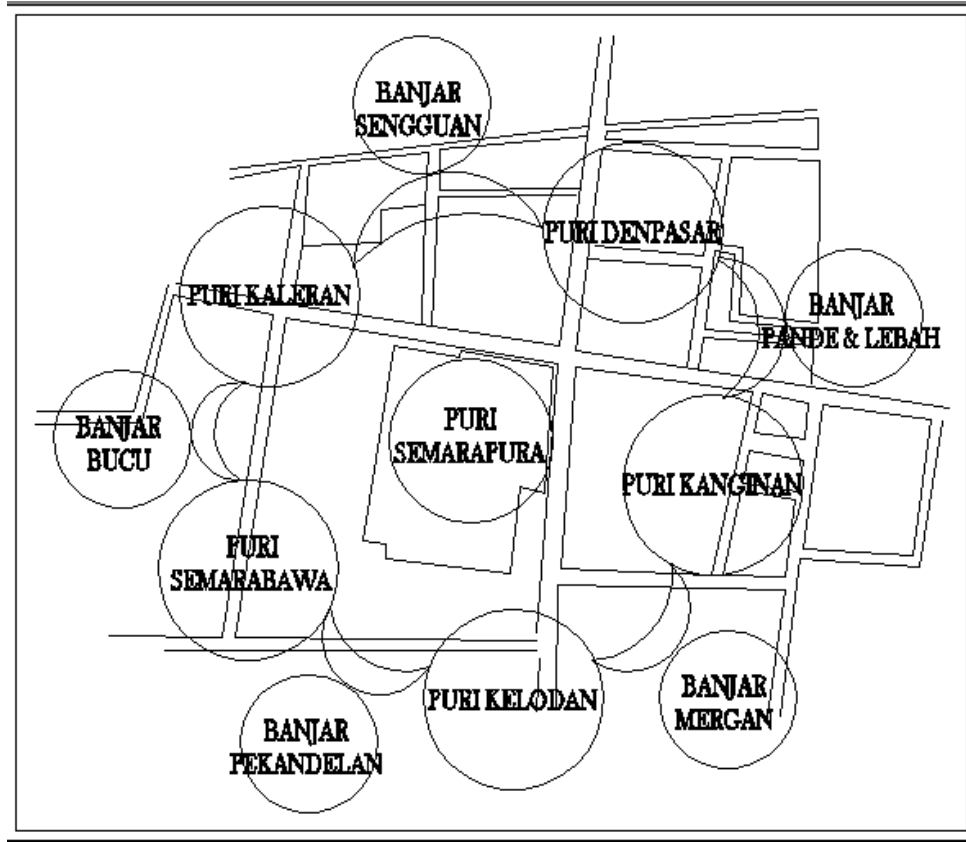 BANJAR
SENGGUAN
PURI DENPASAR
PURI KALERAN
BANJAR
PANDE & LEBAH
BANJAR
BUCU
PURI
SEMARAPURA
PURI KANGINAN
PURI
SEMARABAWA
PURI KELODAN
BANJAR
MERGAN
BANJAR
PEKANDELAN